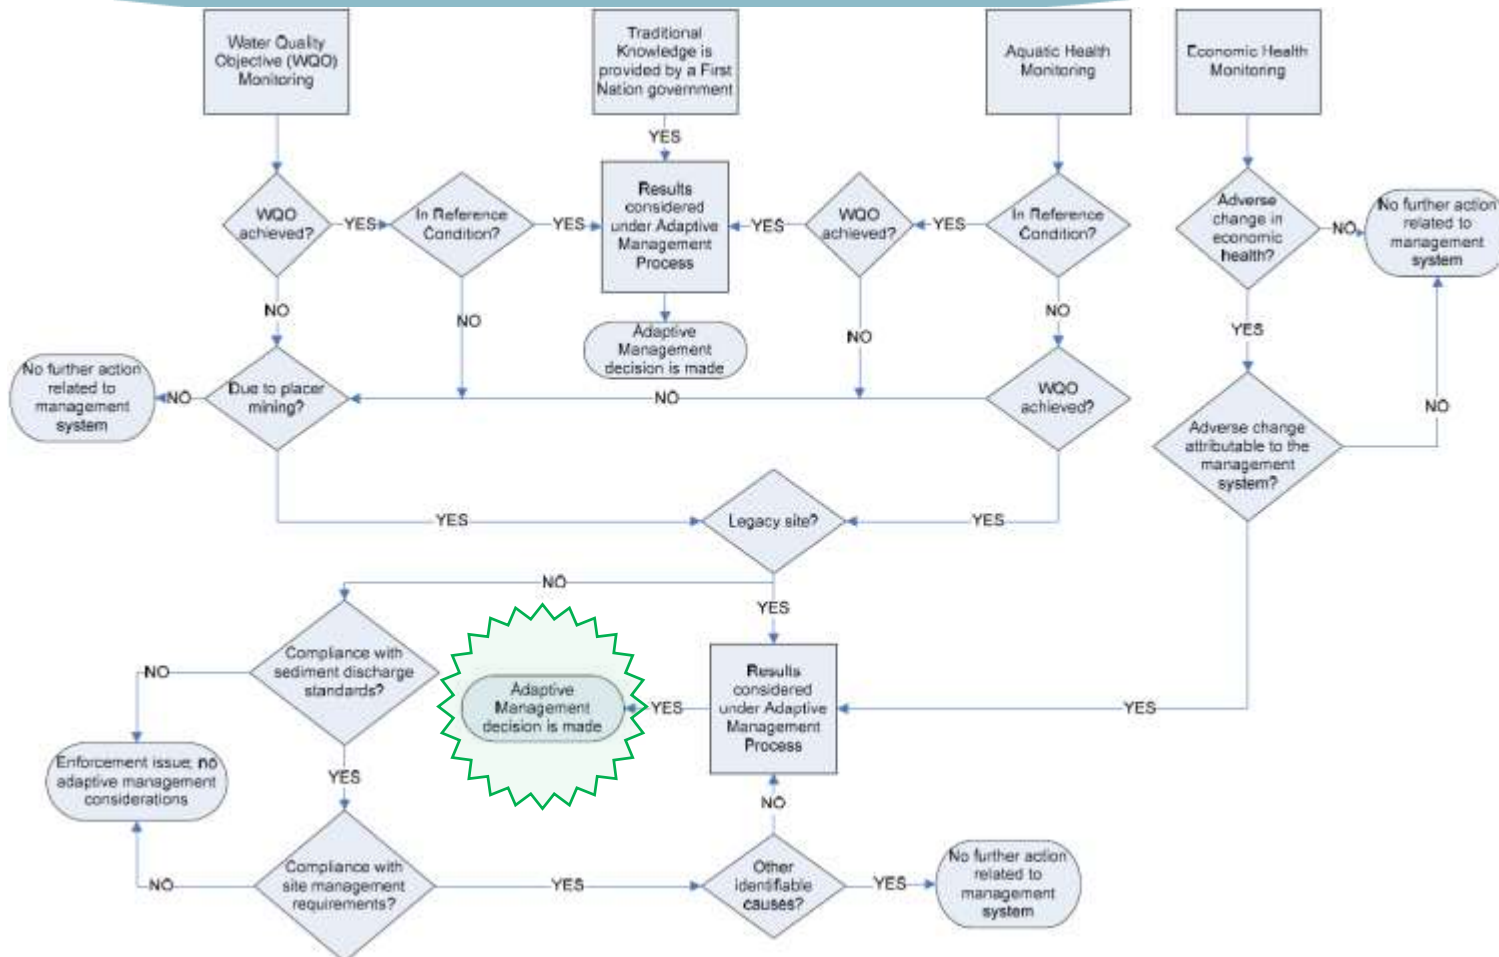 Water Quality
Objective (WQO)
Monitoring
Traditional
Knowledge is
provided by a First
Nation government
Aquatic Health
Monitoring
Economic Health
Monitoring
YES
WQO
achieved?
YES
In Reference
Condition?
YES
Results
considered
under Adaptive
Management
Process
YES
WQO
achieved?
YES
In Reference
Condition?
Adverse
change in
economic
health?
NO
No further action
related to
management
system
NO
NO
NO
NO
YES
Adaptive
Management
decision is made
No further action
related to
management
system
NO
Due to placer
mining?
NO
WQO
achieved?
NO
Adverse change
attributable to the
management
system?
YES
Legacy site?
YES
NO
YES
Compliance with
sediment discharge
standards?
NO
Adaptive
Management
decision is made
YES
Results
considered
under Adaptive
Management
Process
YES
Enforcement issue; no
adaptive management
considerations
YES
NO
Compliance with
site management
requirements?
NO
YES
Other
identifiable
causes?
YES
No further action
related to
management
system